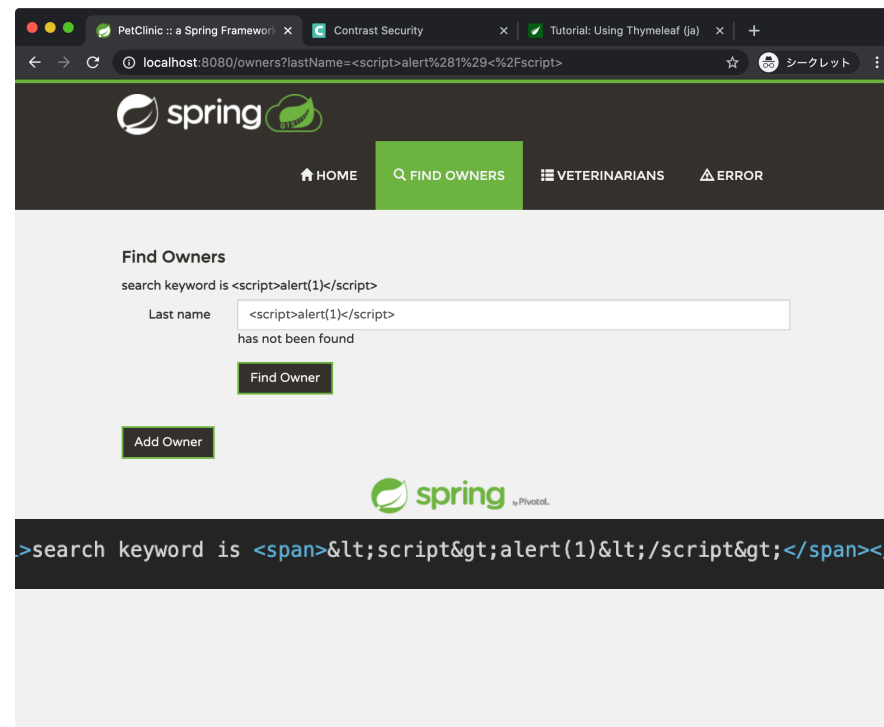 PetClinic :: a Spring Framework
Contrast Security
Tutorial: Using Thymeleaf (ja)
localhost:8080/owners?lastName=<script>alert%281%29<%2Fscript>
シークレット
spring
HOME
FIND OWNERS
VETERINARIANS
ERROR
Find Owners
search keyword is <script>alert(1)</script>
Last name
<script>alert(1)</script>
has not been found
Find Owner
Add Owner
spring by Pivotal.
>search keyword is <span>&lt;script&gt;alert(1)&lt;/script&gt;</span><